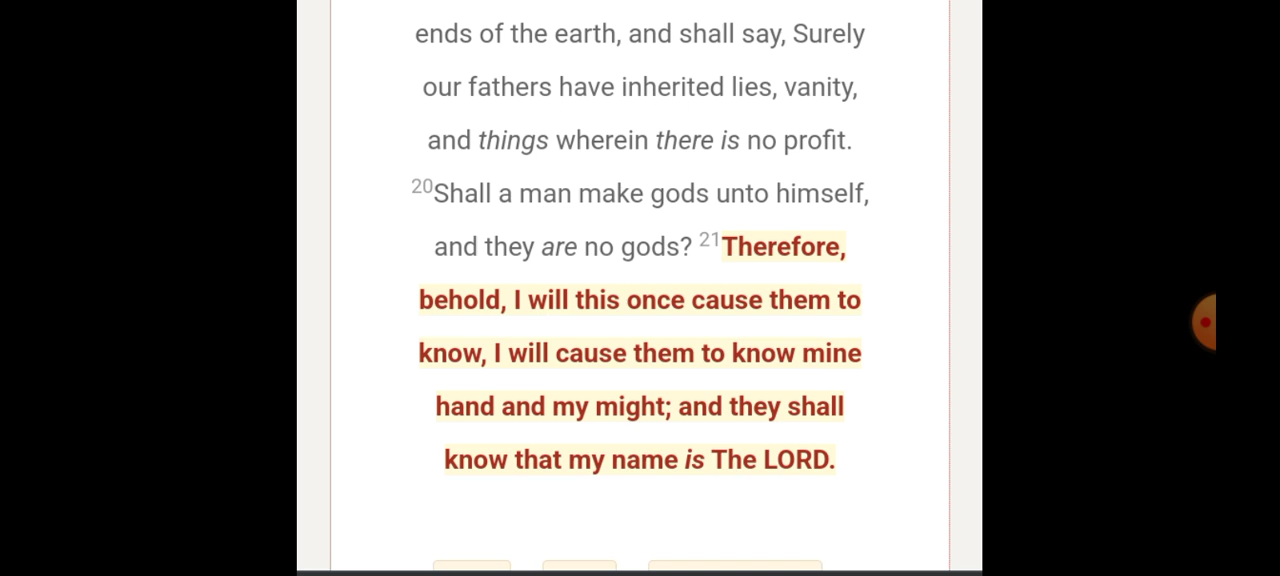 ends of the earth, and shall say, Surely
our fathers have inherited lies, vanity,
and things wherein there is no profit.
20Shall a man make gods unto himself,
and they are no gods? 21Therefore,
behold, I will this once cause them to
know, I will cause them to know mine
hand and my might; and they shall
know that my name is The LORD.